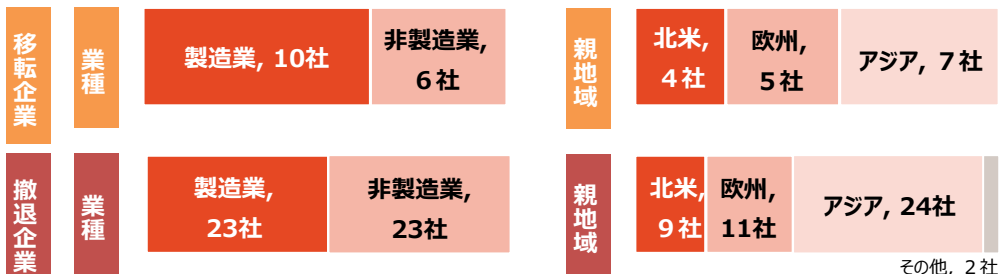 移転企業
業種
製造業, 10社
非製造業,
６社
親地域
北米,
４社
欧州,
５社
アジア, ７社
撤退企業
業種
製造業,
23社
非製造業,
23社
親地域
北米,
９社
欧州,
11社
アジア, 24社
その他, ２社